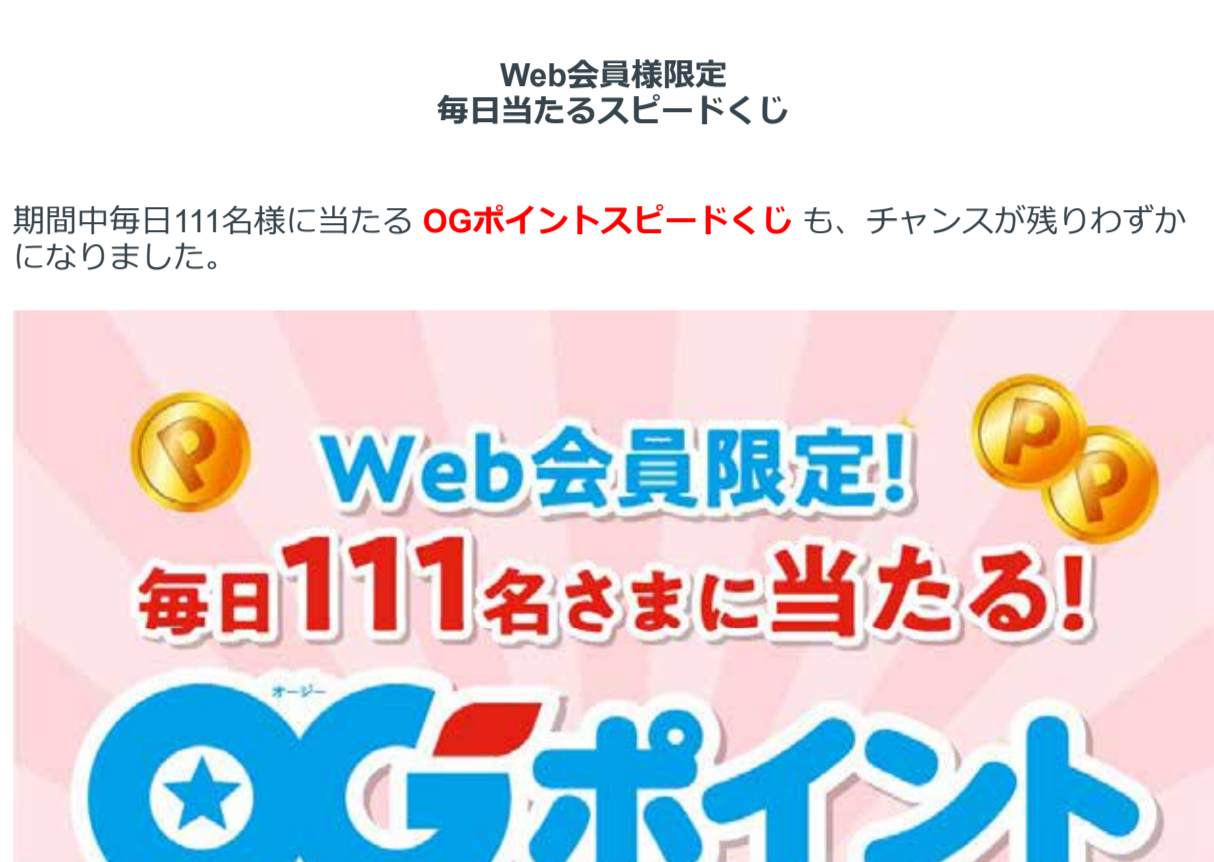 Web会員様限定
毎日当たるスピードくじ
期間中毎日111名様に当たる OGポイントスピードくじ も、チャンスが残りわずか
になりました。
P
P
P
Web会員限定!
毎日111名さまに当たる!
オージー
OGポイント